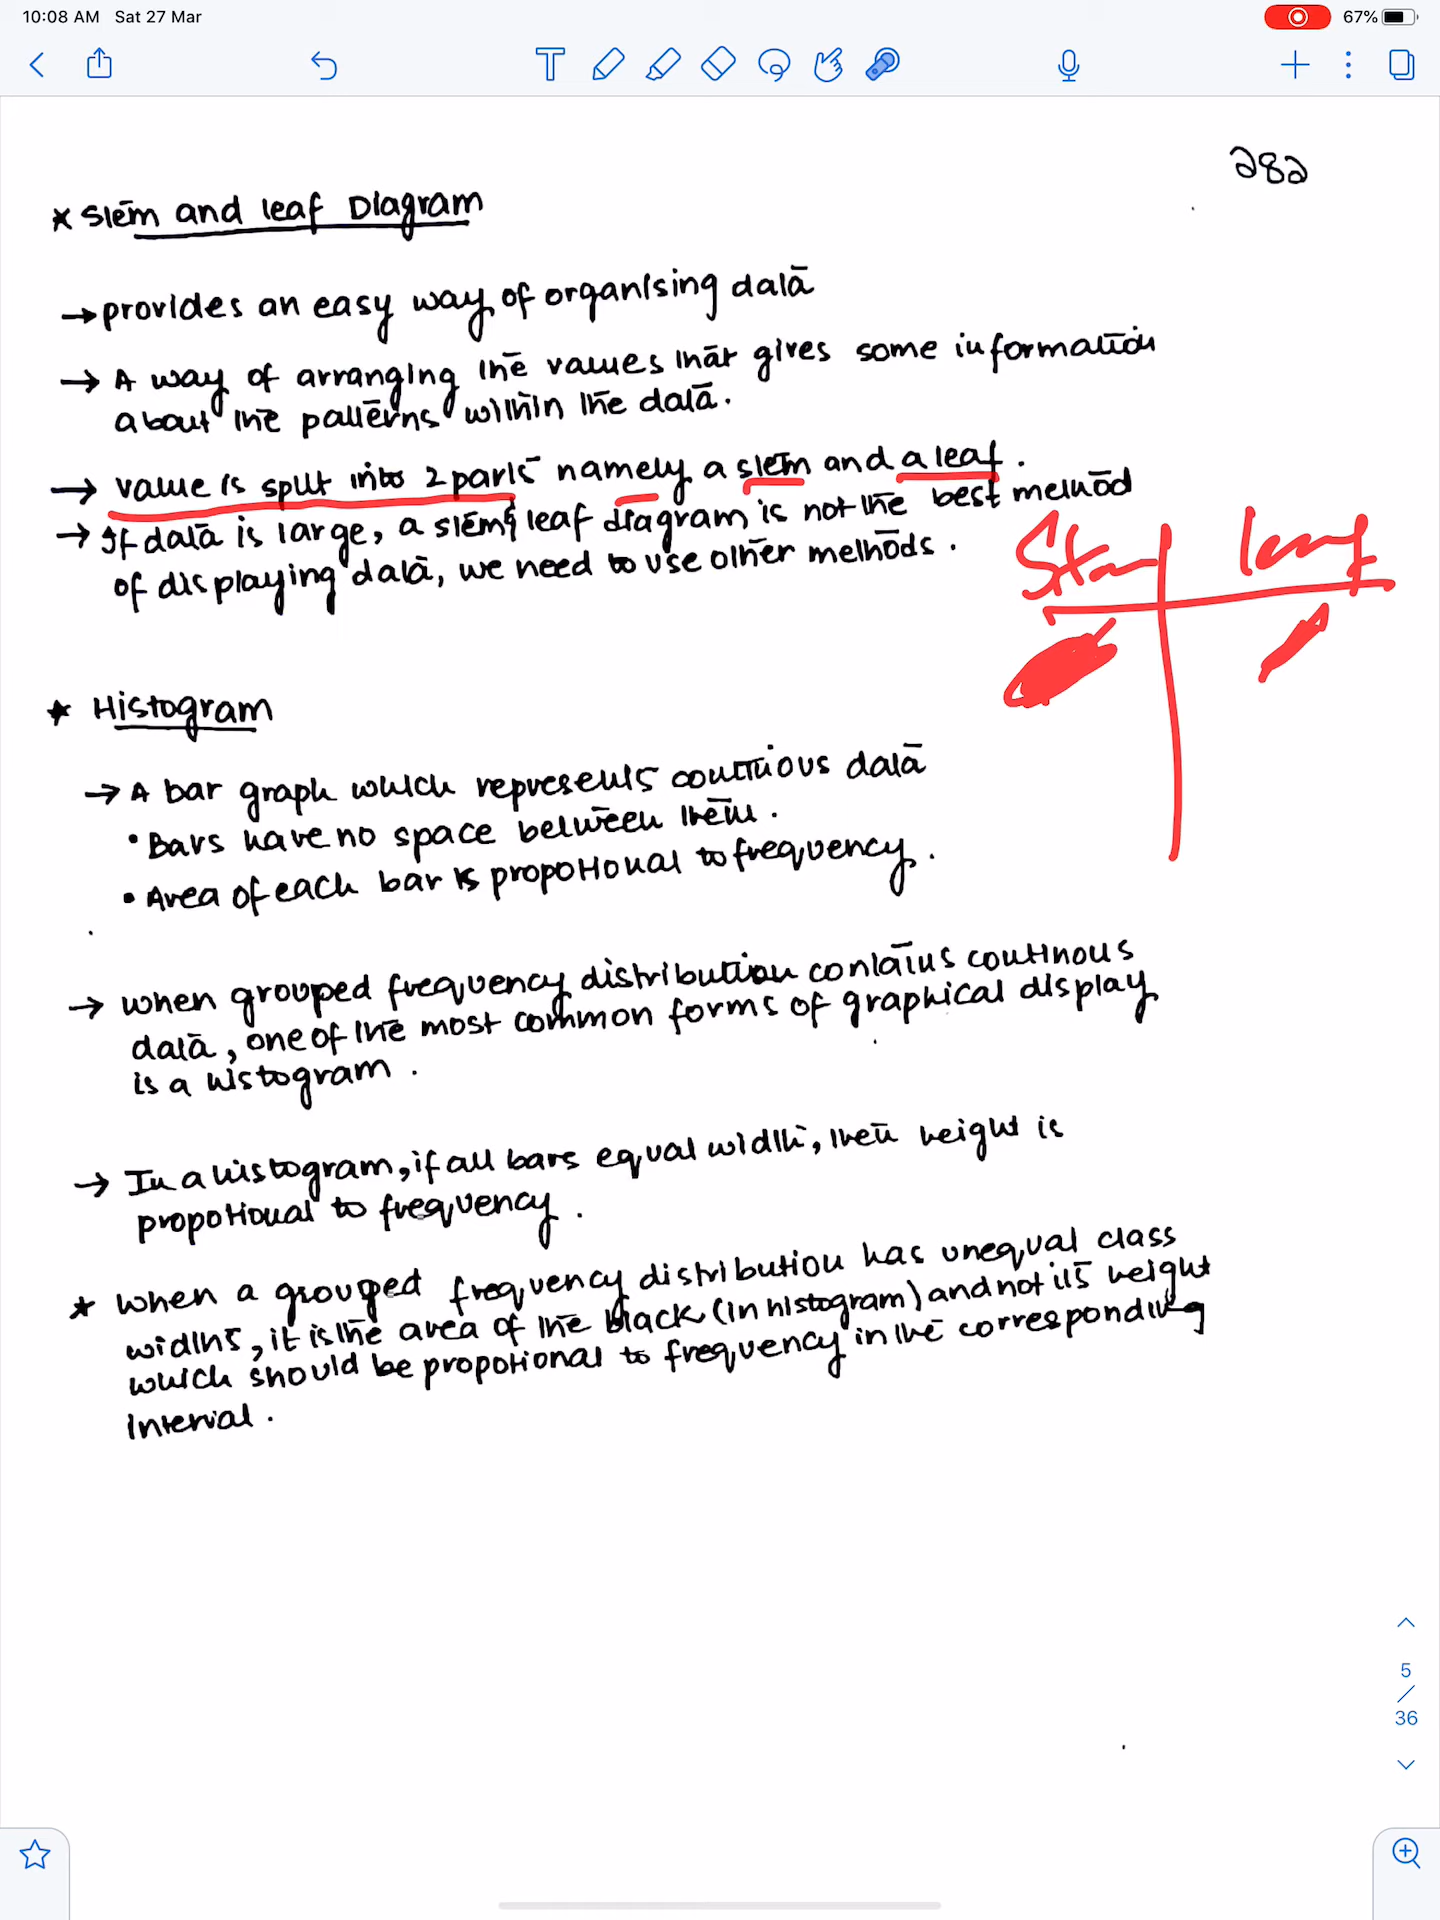 10:08 AM Sat 27 Mar
67%
282
* Stem and leaf Diagram
→ provides an easy way of organising data
→ A way of arranging the values that gives some information
about the patterns within the data.
→ value is split into 2 parts namely a stem and a leaf.
→ If data is large, a stem & leaf diagram is not the best method
of displaying data, we need to use other methods.
Stem leaf
* Histogram
→ A bar graph which represents continious data
• Bars have no space between them.
• Area of each bar is propotional to frequency.
→ when grouped frequency distribution contains continous
data, one of the most common forms of graphical display
is a histogram.
→ In a histogram, if all bars equal width, then height is
propotional to frequency.
* when a grouped frequency distribution has unequal class
widths, it is the area of the black (in histogram) and not its height
which should be propotional to frequency in the corresponding
Interval.
5
/
36